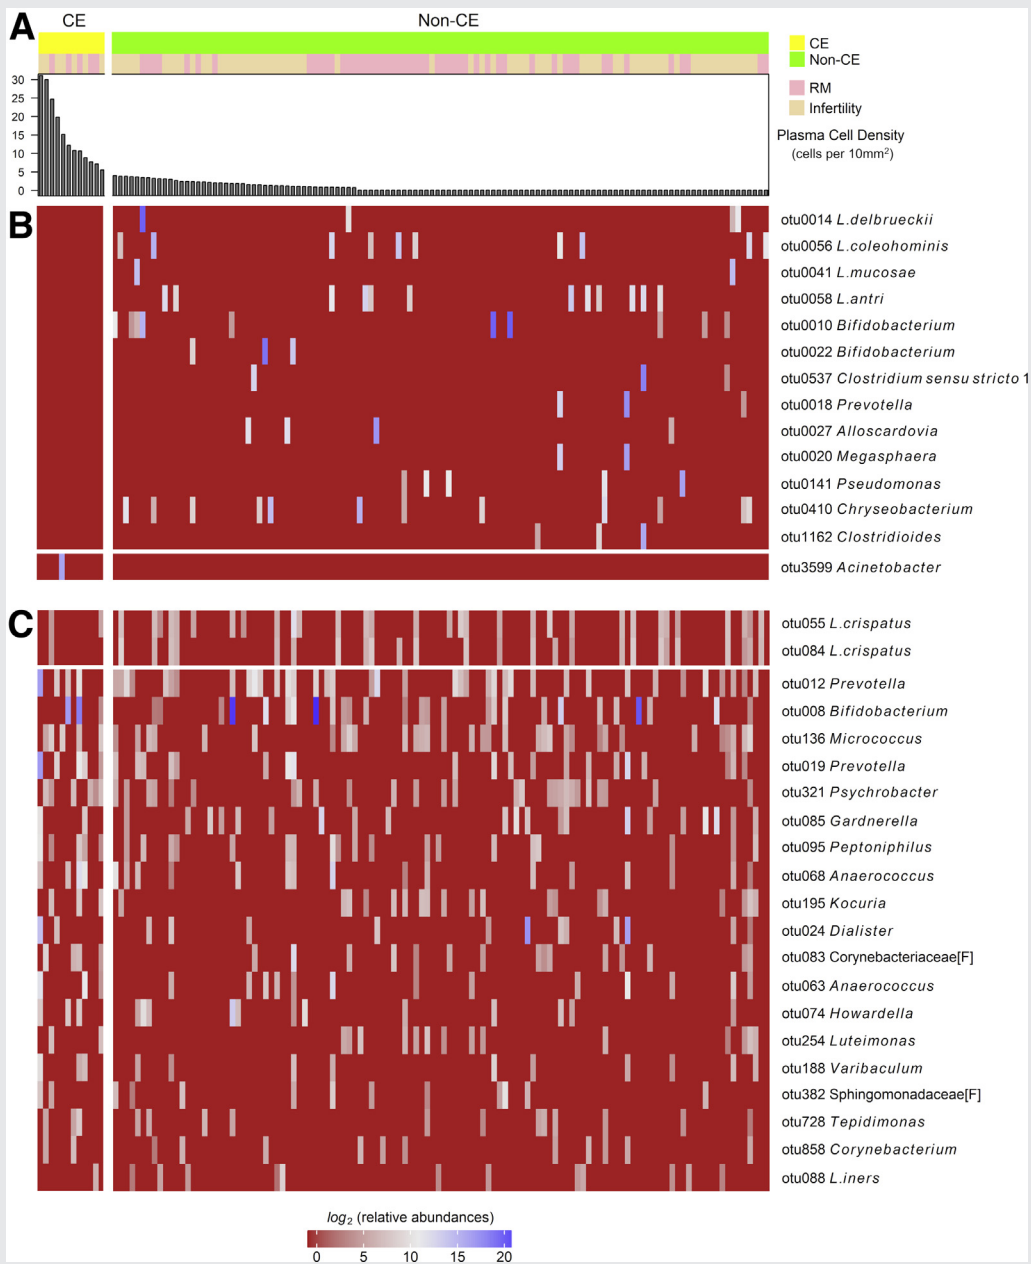 A
CE
Non-CE
CE
Non-CE
RM
Infertility
Plasma Cell Density
(cells per 10mm²)
30
25
20
15
10
5
0
B
otu0014 L.delbrueckii
otu0056 L.coleohominis
otu0041 L.mucosae
otu0058 L.antri
otu0010 Bifidobacterium
otu0022 Bifidobacterium
otu0537 Clostridium sensu stricto 1
otu0018 Prevotella
otu0027 Alloscardovia
otu0020 Megasphaera
otu0141 Pseudomonas
otu0410 Chryseobacterium
otu1162 Clostridioides
otu3599 Acinetobacter
C
otu055 L.crispatus
otu084 L.crispatus
otu012 Prevotella
otu008 Bifidobacterium
otu136 Micrococcus
otu019 Prevotella
otu321 Psychrobacter
otu085 Gardnerella
otu095 Peptoniphilus
otu068 Anaerococcus
otu195 Kocuria
otu024 Dialister
otu083 Corynebacteriaceae[F]
otu063 Anaerococcus
otu074 Howardella
otu254 Luteimonas
otu188 Varibaculum
otu382 Sphingomonadaceae[F]
otu728 Tepidimonas
otu858 Corynebacterium
otu088 L.iners
log₂ (relative abundances)
0 5 10 15 20